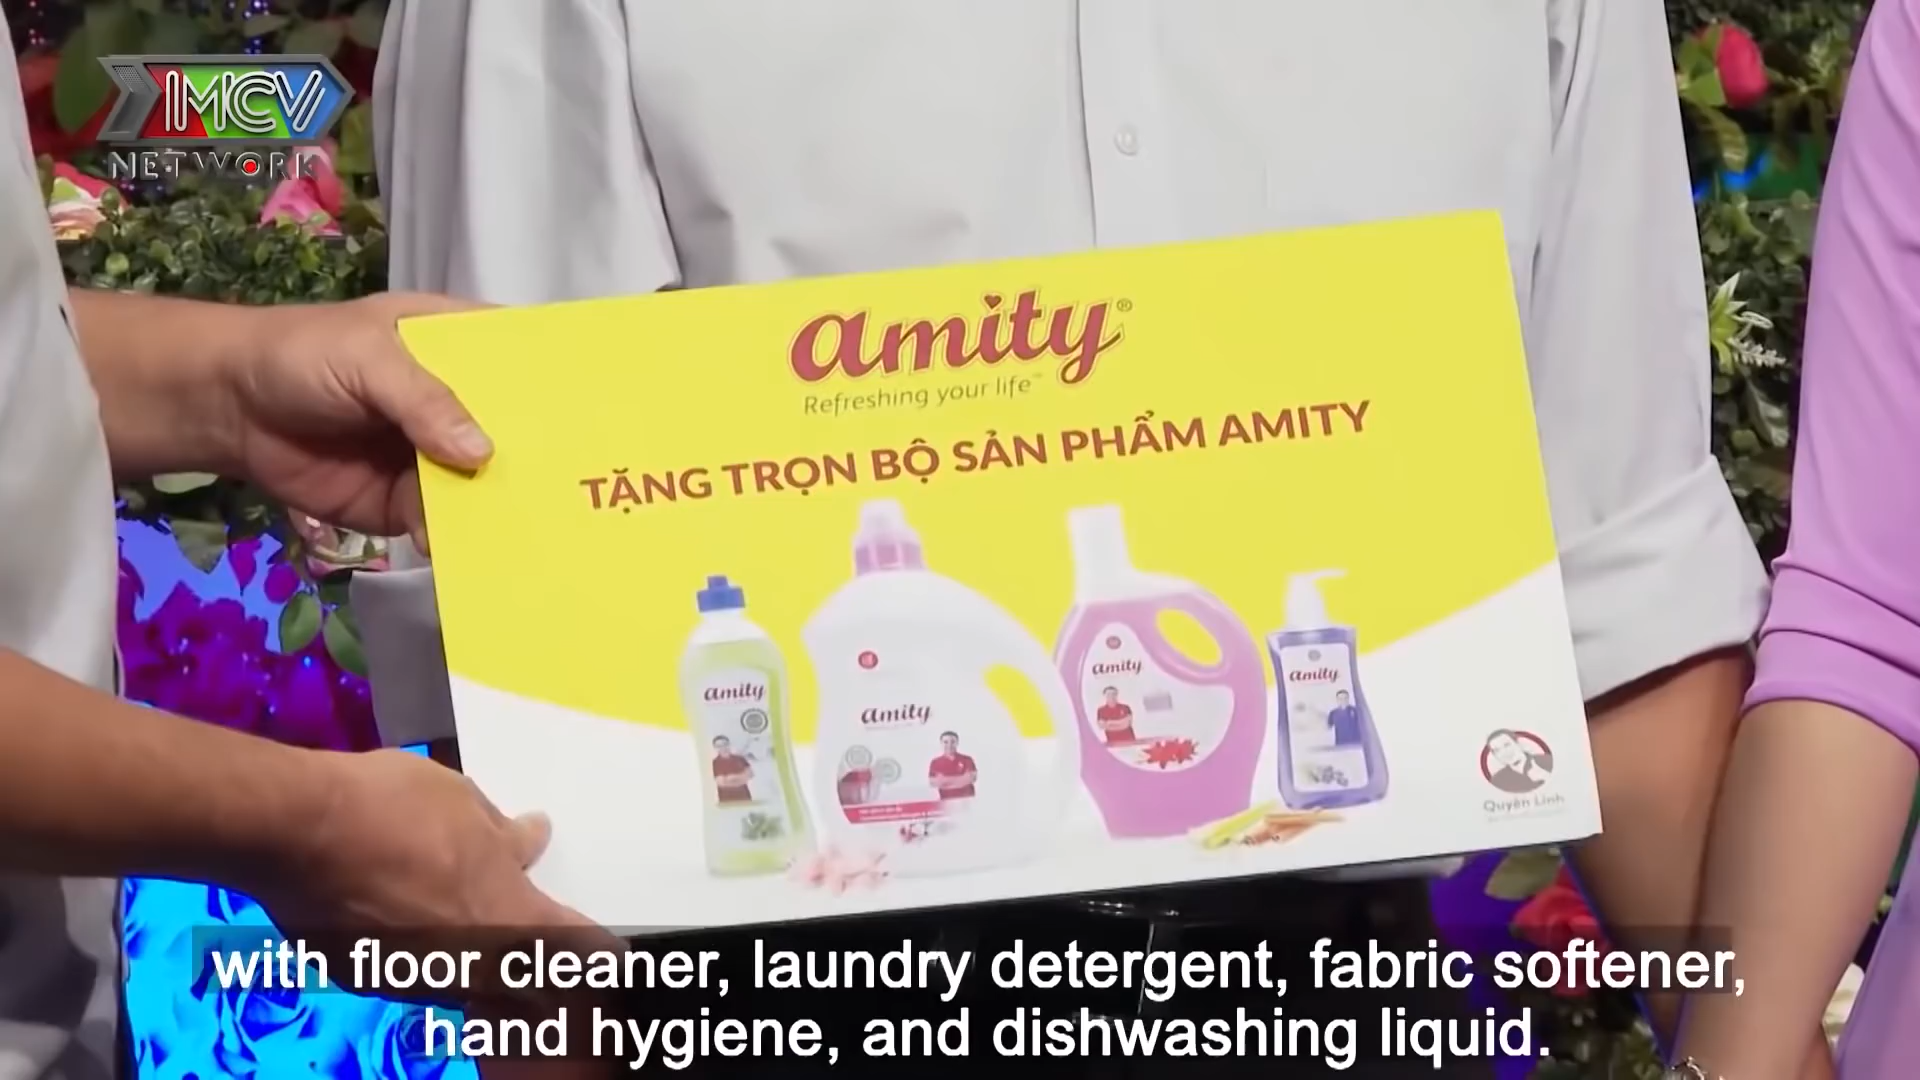 MCV
NETWORK
amity®
Refreshing your life™
TẶNG TRỌN BỘ SẢN PHẨM AMITY
amity
amity
amity
amity
Quyền Linh
with floor cleaner, laundry detergent, fabric softener,
hand hygiene, and dishwashing liquid.